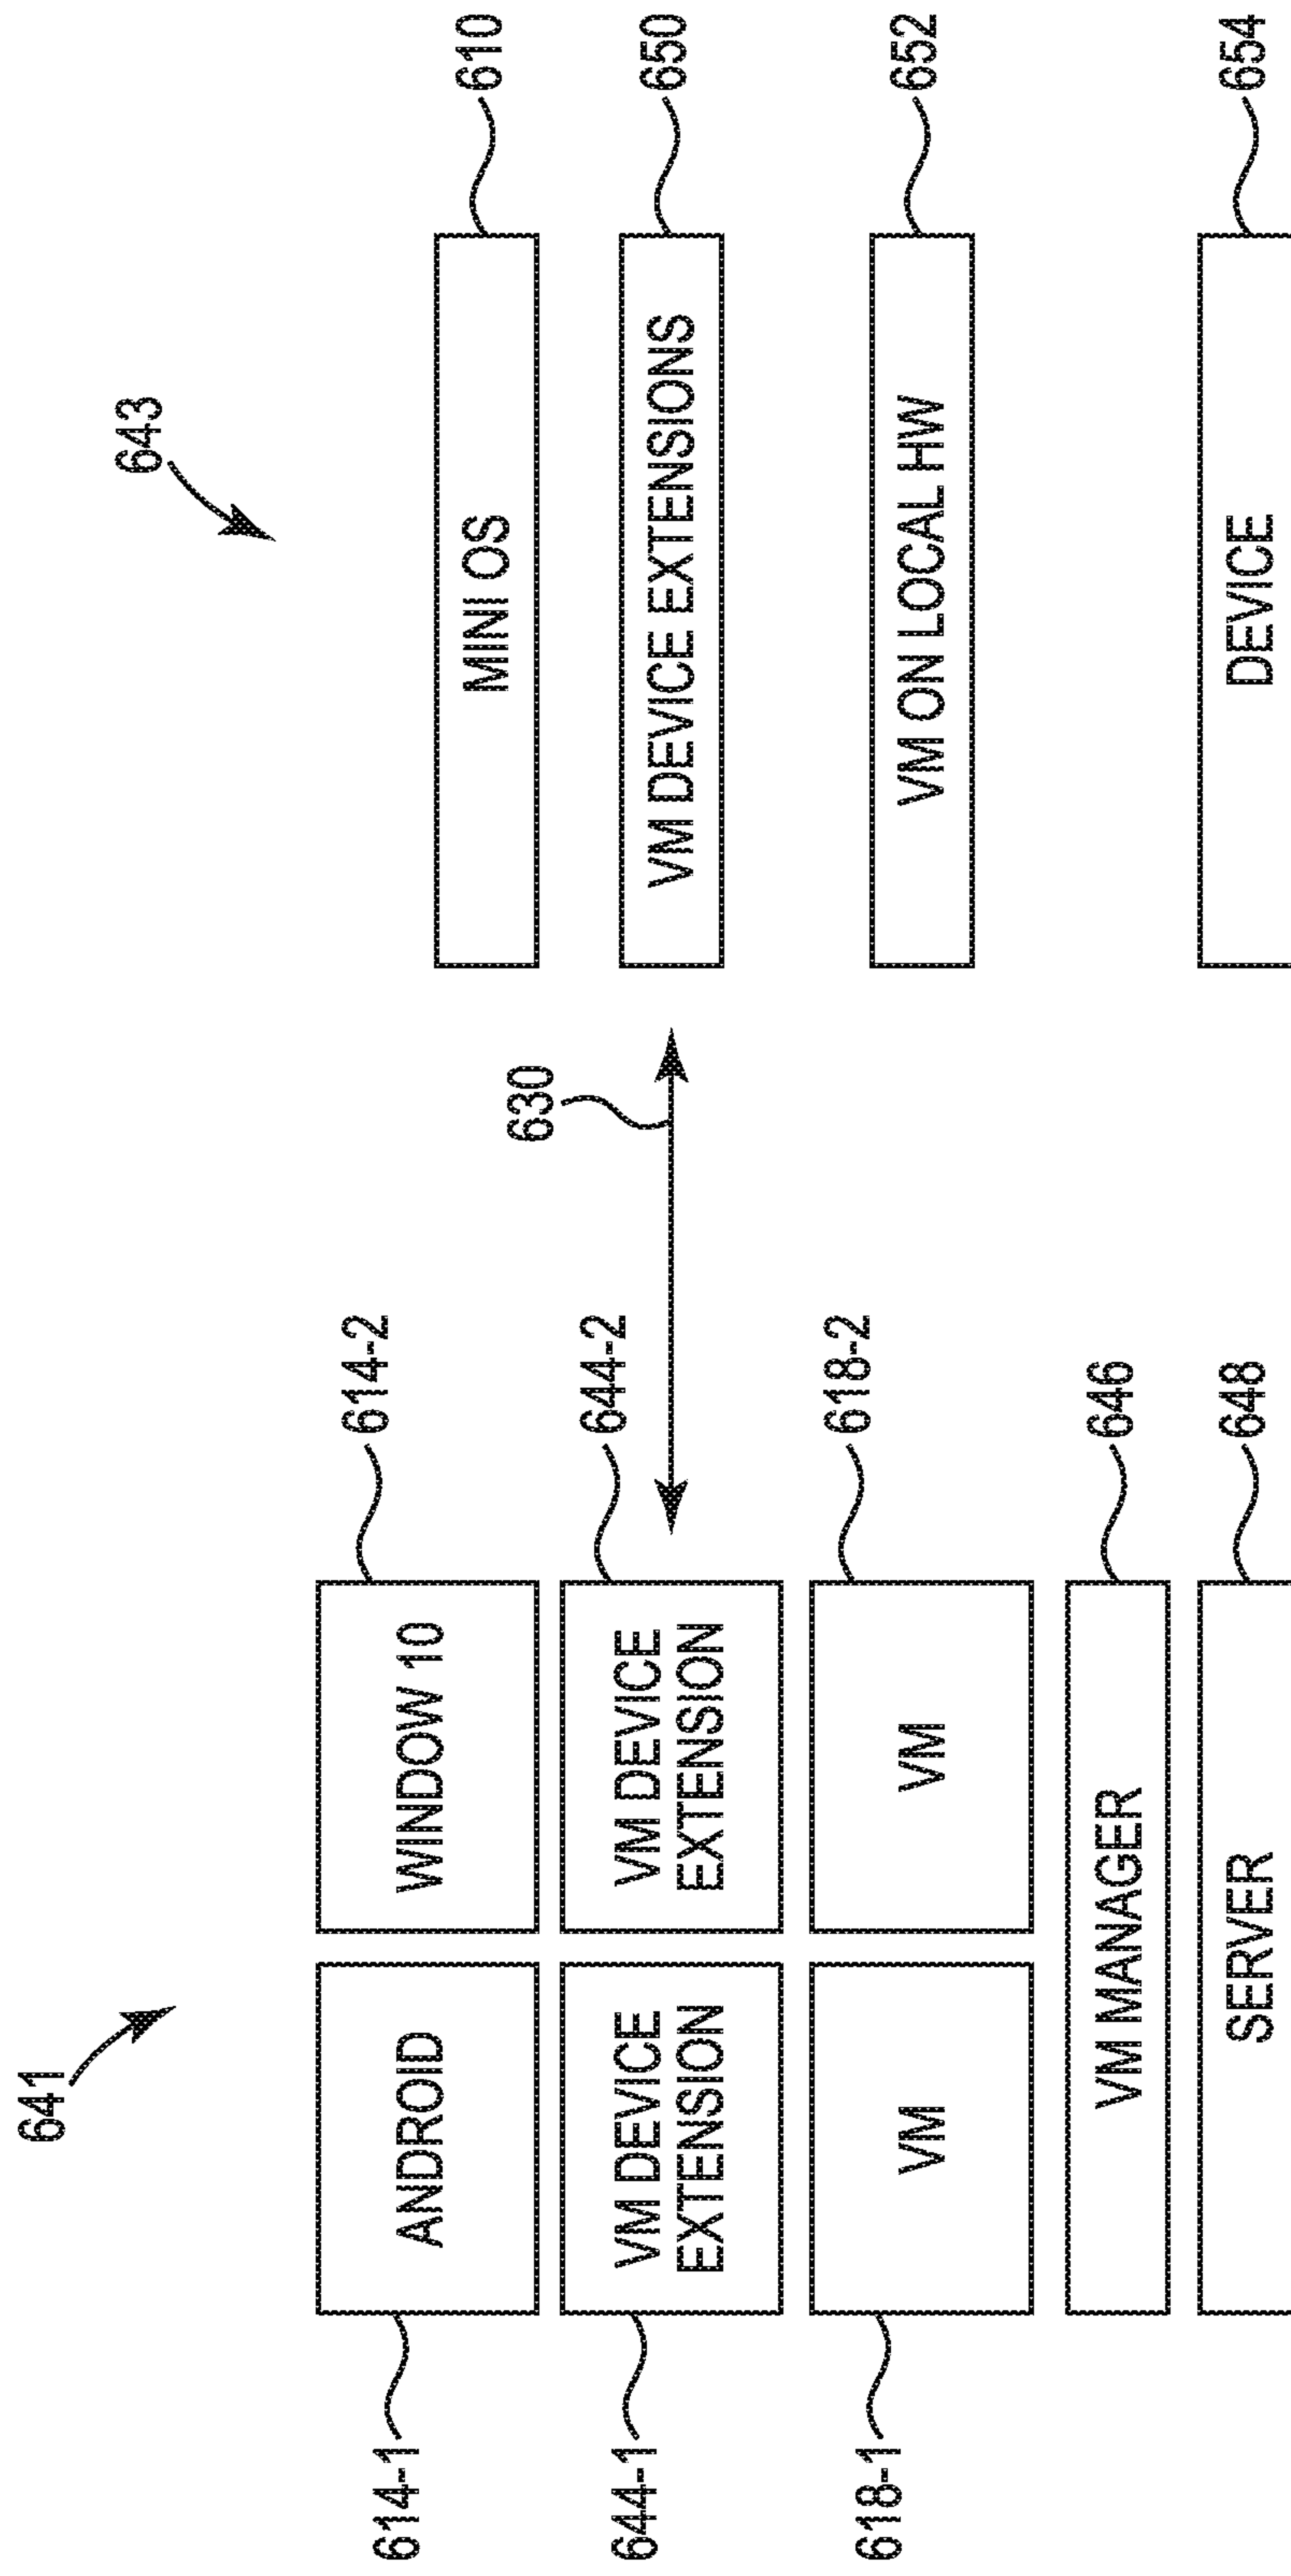 641
643
614-1
ANDROID
WINDOW 10
614-2
MINI OS
610
644-1
VM DEVICE
EXTENSION
VM DEVICE
EXTENSION
644-2
630
VM DEVICE EXTENSIONS
650
618-1
VM
VM
618-2
VM ON LOCAL HW
652
VM MANAGER
646
SERVER
648
DEVICE
654